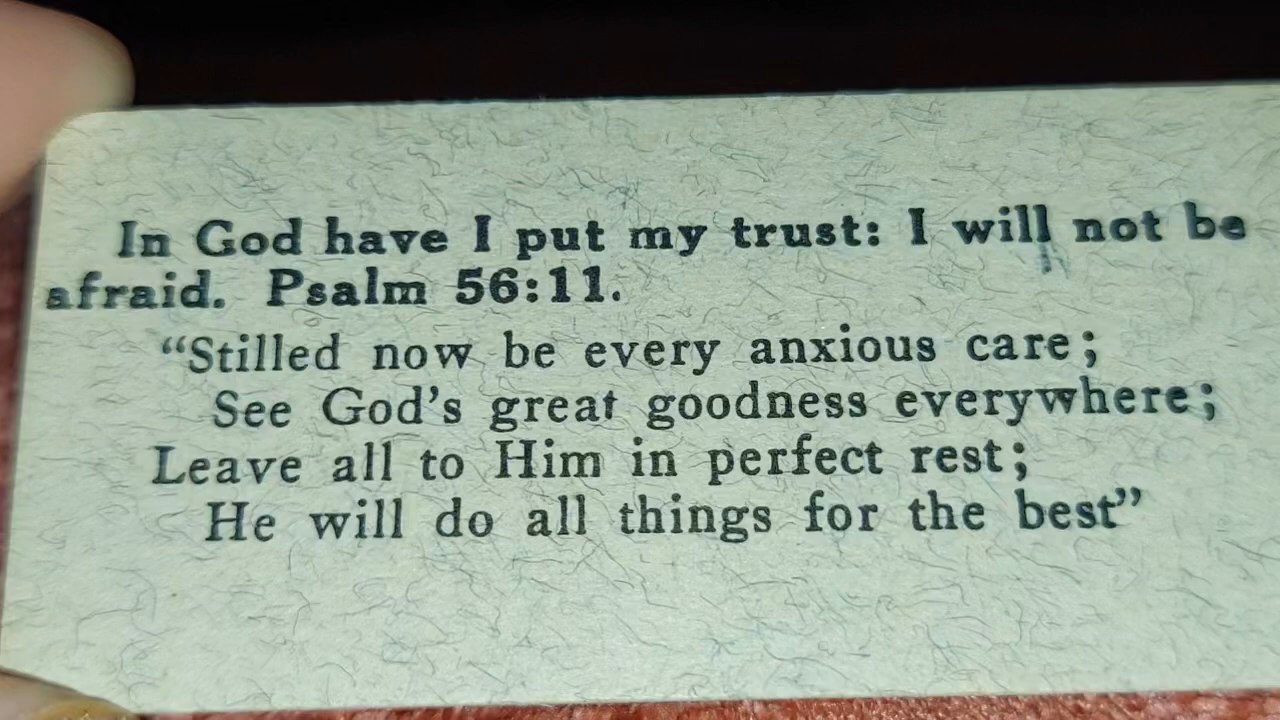 In God have I put my trust: I will not be
afraid. Psalm 56:11.
“Stilled now be every anxious care;
See God’s great goodness everywhere;
Leave all to Him in perfect rest;
He will do all things for the best”